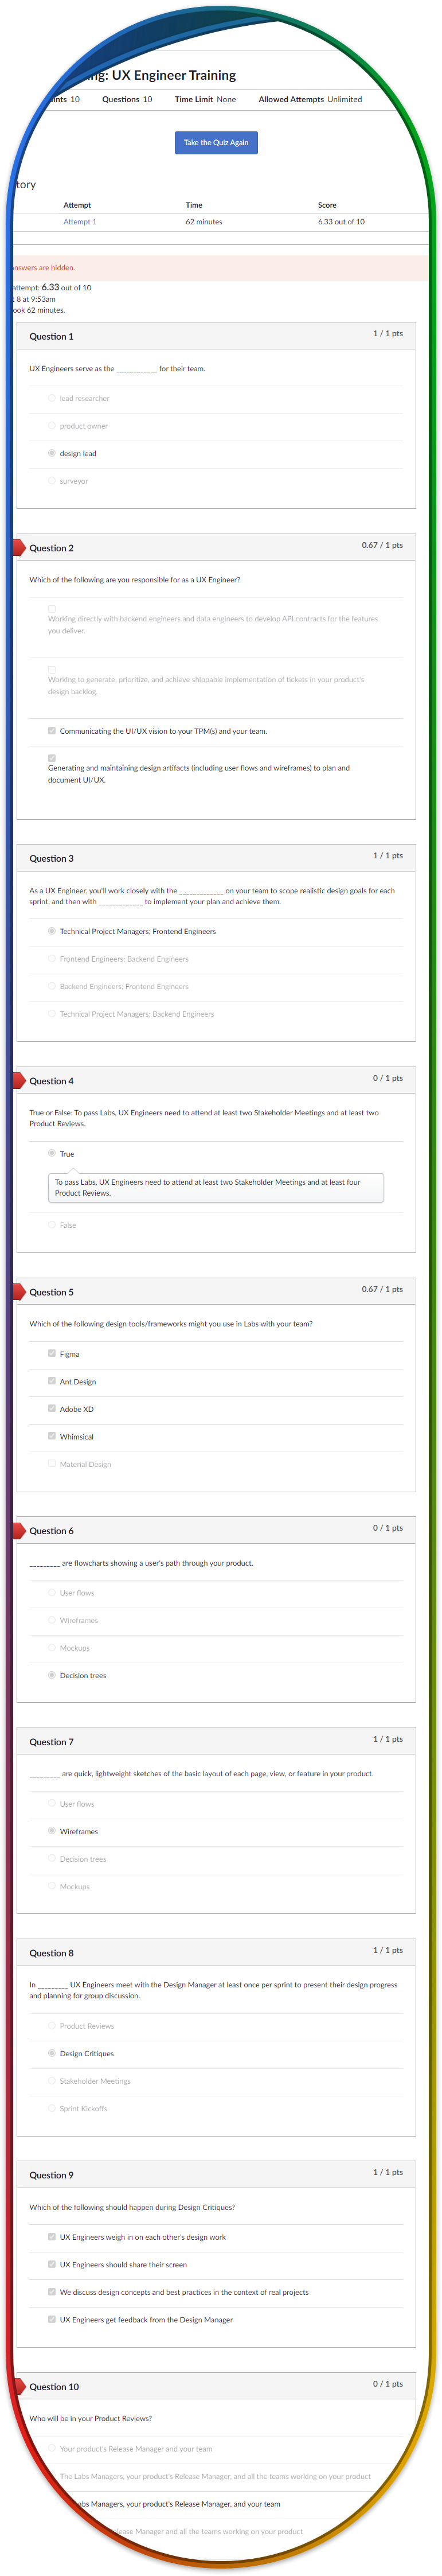 ng: UX Engineer Training
ints 10 Questions 10 Time Limit None Allowed Attempts Unlimited
Take the Quiz Again
tory
Attempt Time Score
Attempt 1 62 minutes 6.33 out of 10
nswers are hidden.
attempt: 6.33 out of 10
8 at 9:53am
ook 62 minutes.
Question 1 1 / 1 pts
UX Engineers serve as the ____________ for their team.
lead researcher
product owner
design lead
surveyor
Question 2 0.67 / 1 pts
Which of the following are you responsible for as a UX Engineer?
Working directly with backend engineers and data engineers to develop API contracts for the features
you deliver.
Working to generate, prioritize, and achieve shippable implementation of tickets in your product's
design backlog.
Communicating the UI/UX vision to your TPM(s) and your team.
Generating and maintaining design artifacts (including user flows and wireframes) to plan and
document UI/UX.
Question 3 1 / 1 pts
As a UX Engineer, you'll work closely with the _____________ on your team to scope realistic design goals for each
sprint, and then with _____________ to implement your plan and achieve them.
Technical Project Managers; Frontend Engineers
Frontend Engineers; Backend Engineers
Backend Engineers; Frontend Engineers
Technical Project Managers; Backend Engineers
Question 4 0 / 1 pts
True or False: To pass Labs, UX Engineers need to attend at least two Stakeholder Meetings and at least two
Product Reviews.
True
To pass Labs, UX Engineers need to attend at least two Stakeholder Meetings and at least four
Product Reviews.
False
Question 5 0.67 / 1 pts
Which of the following design tools/frameworks might you use in Labs with your team?
Figma
Ant Design
Adobe XD
Whimsical
Material Design
Question 6 0 / 1 pts
_________ are flowcharts showing a user's path through your product.
User flows
Wireframes
Mockups
Decision trees
Question 7 1 / 1 pts
_________ are quick, lightweight sketches of the basic layout of each page, view, or feature in your product.
User flows
Wireframes
Decision trees
Mockups
Question 8 1 / 1 pts
In _________ UX Engineers meet with the Design Manager at least once per sprint to present their design progress
and planning for group discussion.
Product Reviews
Design Critiques
Stakeholder Meetings
Sprint Kickoffs
Question 9 1 / 1 pts
Which of the following should happen during Design Critiques?
UX Engineers weigh in on each other's design work
UX Engineers should share their screen
We discuss design concepts and best practices in the context of real projects
UX Engineers get feedback from the Design Manager
Question 10 0 / 1 pts
Who will be in your Product Reviews?
Your product's Release Manager and your team
The Labs Managers, your product's Release Manager, and all the teams working on your product
abs Managers, your product's Release Manager, and your team
lease Manager and all the teams working on your product